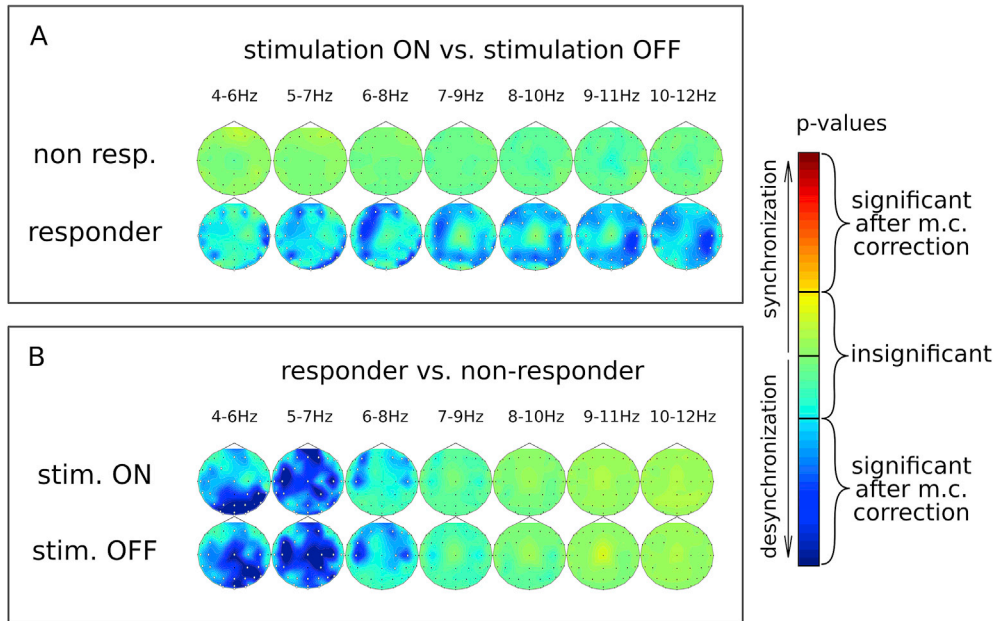 A
stimulation ON vs. stimulation OFF
4-6Hz 5-7Hz 6-8Hz 7-9Hz 8-10Hz 9-11Hz 10-12Hz
non resp.
responder
B
responder vs. non-responder
4-6Hz 5-7Hz 6-8Hz 7-9Hz 8-10Hz 9-11Hz 10-12Hz
stim. ON
stim. OFF
p-values
synchronization
desynchronization
significant
after m.c.
correction
insignificant
significant
after m.c.
correction